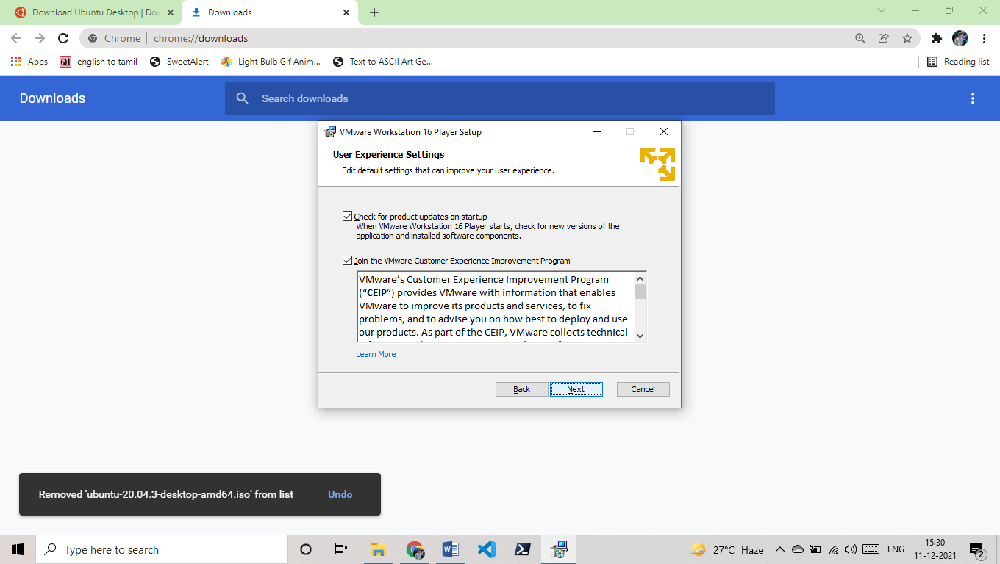 Download Ubuntu Desktop | Dow
Downloads
Chrome
chrome://downloads
Apps
english to tamil
SweetAlert
Light Bulb Gif Anim...
Text to ASCII Art Ge...
Reading list
Downloads
Search downloads
VMware Workstation 16 Player Setup
User Experience Settings
Edit default settings that can improve your user experience.
Check for product updates on startup
When VMware Workstation 16 Player starts, check for new versions of the
application and installed software components.
Join the VMware Customer Experience Improvement Program
VMware’s Customer Experience Improvement Program
(“CEIP”) provides VMware with information that enables
VMware to improve its products and services, to fix
problems, and to advise you on how best to deploy and use
our products. As part of the CEIP, VMware collects technical
Learn More
Back
Next
Cancel
Removed 'ubuntu-20.04.3-desktop-amd64.iso' from list
Undo
Type here to search
27°C Haze
ENG
15:30
11-12-2021
2